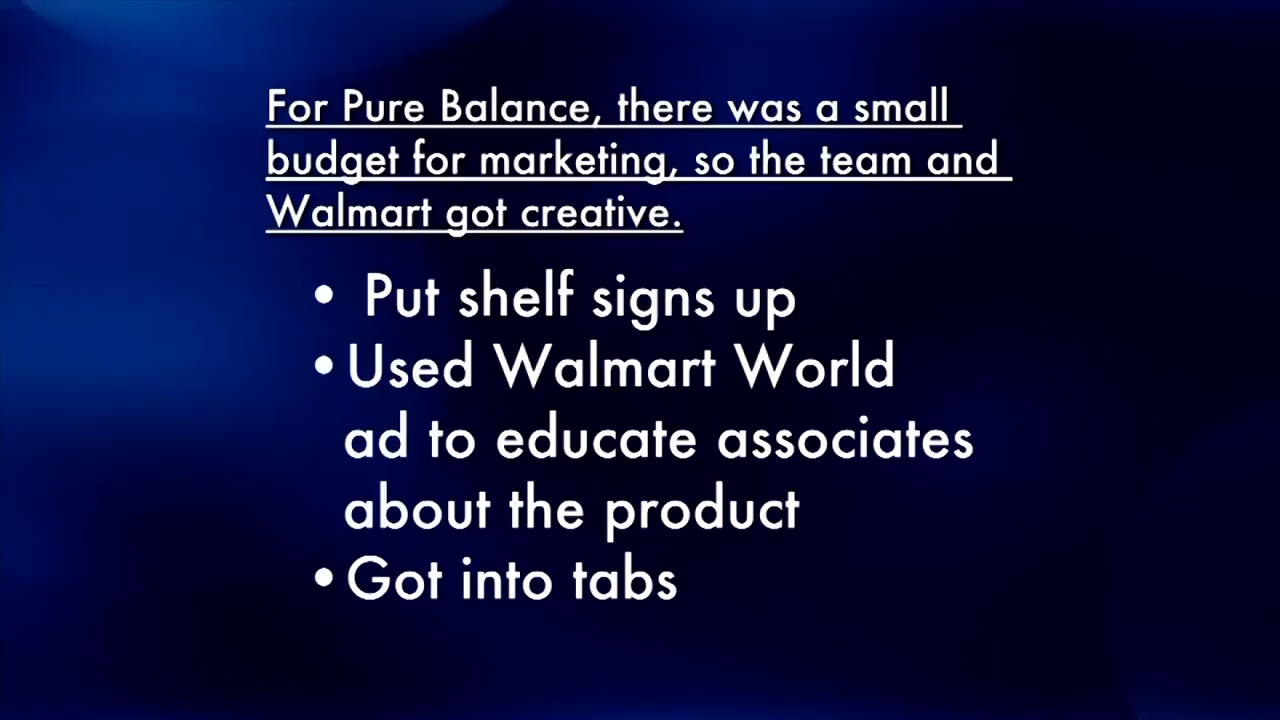 For Pure Balance, there was a small
budget for marketing, so the team and
Walmart got creative.
• Put shelf signs up
• Used Walmart World
ad to educate associates
about the product
• Got into tabs